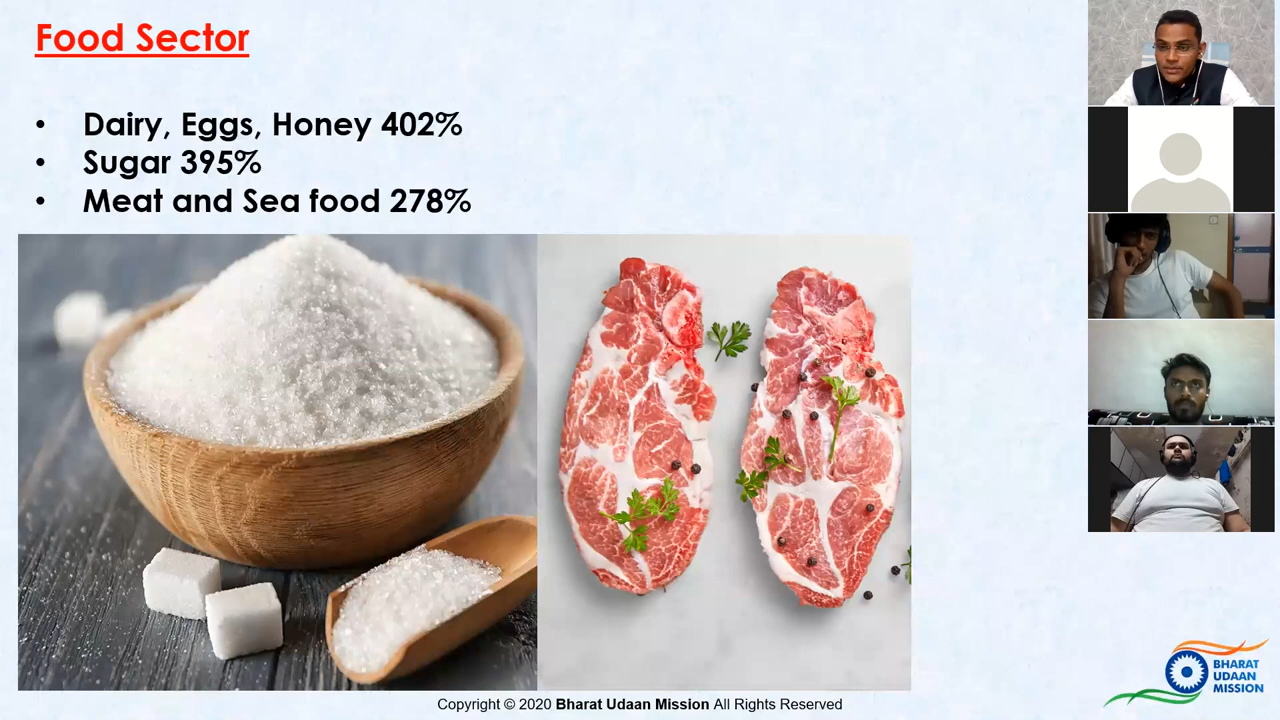 Food Sector
• Dairy, Eggs, Honey 402%
• Sugar 395%
• Meat and Sea food 278%
BHARAT
UDAAN
MISSION
Copyright © 2020 Bharat Udaan Mission All Rights Reserved